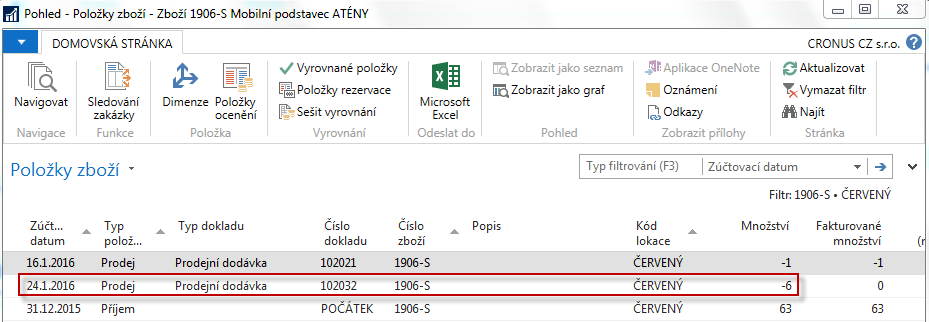 Pohled - Položky zboží - Zboží 1906-S Mobilní podstavec ATÉNY
DOMOVSKÁ STRÁNKA CRONUS CZ s.r.o.
Navigovat
Navigace
Sledování zakázky
Funkce
Dimenze Položky ocenění
Položka
Vyrovnané položky
Položky rezervace
Sešit vyrovnání
Vyrovnání
Microsoft Excel
Odeslat do
Zobrazit jako seznam
Zobrazit jako graf
Pohled
Aplikace OneNote
Oznámení
Odkazy
Zobrazit přílohy
Aktualizovat
Vymazat filtr
Najít
Stránka
Položky zboží Typ filtrování (F3) Zúčtovací datum
Filtr: 1906-S • ČERVENÝ
Zúčt... datum Typ polož... Typ dokladu Číslo dokladu Číslo zboží Popis Kód lokace Množství Fakturované množství
16.1.2016 Prodej Prodejní dodávka 102021 1906-S ČERVENÝ -1 -1
24.1.2016 Prodej Prodejní dodávka 102032 1906-S ČERVENÝ -6 0
31.12.2015 Příjem POČÁTEK 1906-S ČERVENÝ 63 63